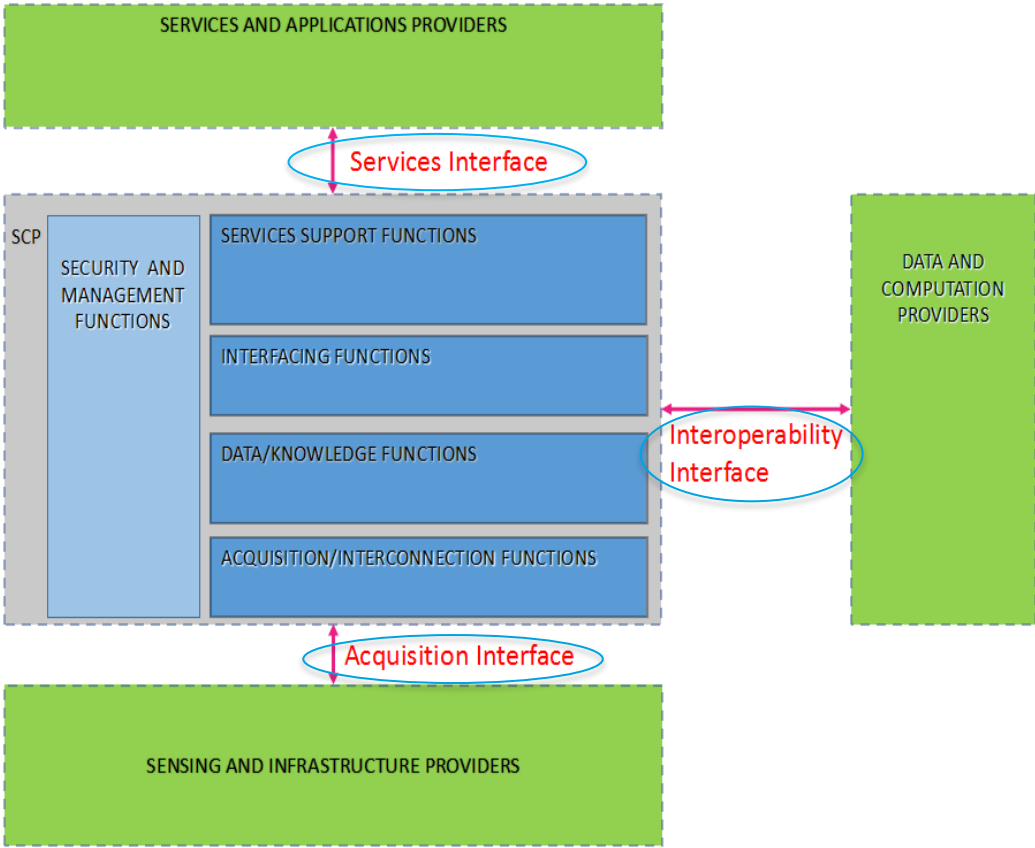 SERVICES AND APPLICATIONS PROVIDERS
Services Interface
SCP
SECURITY AND
MANAGEMENT
FUNCTIONS
SERVICES SUPPORT FUNCTIONS
INTERFACING FUNCTIONS
DATA/KNOWLEDGE FUNCTIONS
ACQUISITION/INTERCONNECTION FUNCTIONS
Interoperability
Interface
DATA AND
COMPUTATION
PROVIDERS
Acquisition Interface
SENSING AND INFRASTRUCTURE PROVIDERS